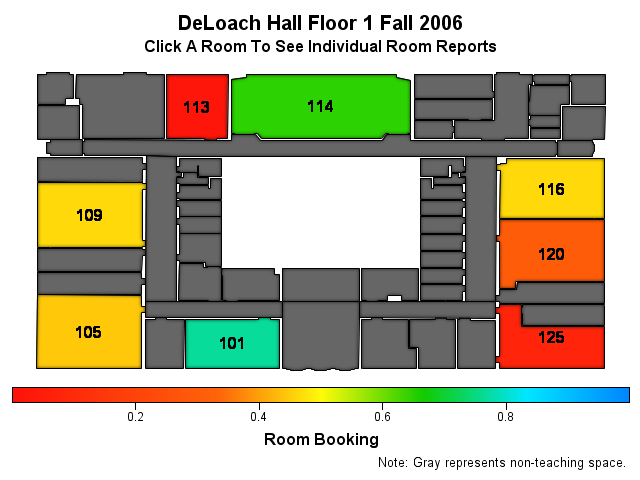 DeLoach Hall Floor 1 Fall 2006
Click A Room To See Individual Room Reports
113
114
109
116
120
105
101
125
0.2 0.4 0.6 0.8
Room Booking
Note: Gray represents non-teaching space.